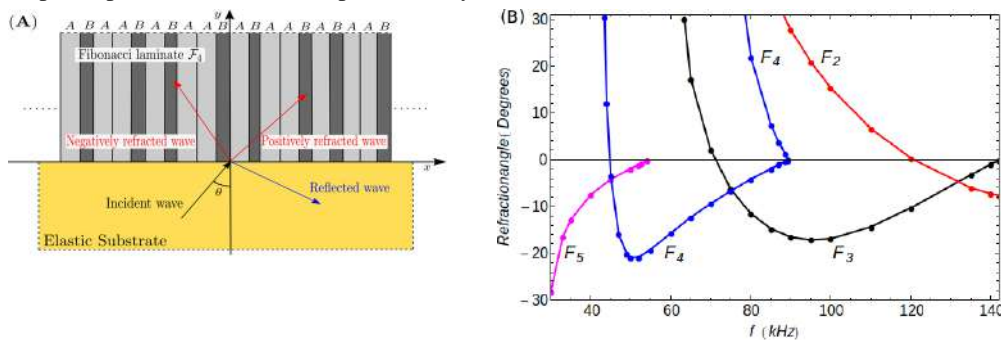 (A)
A B A A B A B A A B A B A A B A B A A B
y
Fibonacci laminate F₄
Negatively refracted wave
Positively refracted wave
x
θ
Reflected wave
Incident wave
Elastic Substrate
(B)
30
20
10
0
-10
-20
-30
Refractionangle (Degrees)
F₄
F₂
F₅
F₄
F₃
40 60 80 100 120 140
f (kHz)